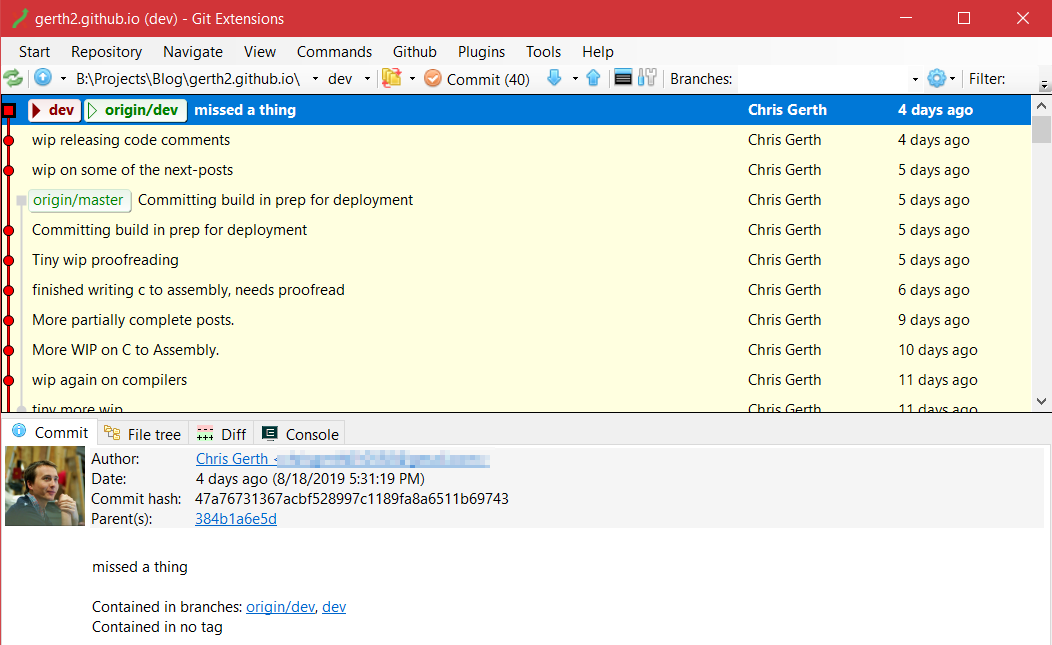 gerth2.github.io (dev) - Git Extensions
Start Repository Navigate View Commands Github Plugins Tools Help
B:\Projects\Blog\gerth2.github.io\ dev Commit (40) Branches: Filter:
dev origin/dev missed a thing Chris Gerth 4 days ago
wip releasing code comments Chris Gerth 4 days ago
wip on some of the next-posts Chris Gerth 5 days ago
origin/master Committing build in prep for deployment Chris Gerth 5 days ago
Committing build in prep for deployment Chris Gerth 5 days ago
Tiny wip proofreading Chris Gerth 5 days ago
finished writing c to assembly, needs proofread Chris Gerth 6 days ago
More partially complete posts. Chris Gerth 9 days ago
More WIP on C to Assembly. Chris Gerth 10 days ago
wip again on compilers Chris Gerth 11 days ago
tiny more wip Chris Gerth 11 days ago
Commit File tree Diff Console
Author: Chris Gerth <
Date: 4 days ago (8/18/2019 5:31:19 PM)
Commit hash: 47a76731367acbf528997c1189fa8a6511b69743
Parent(s): 384b1a6e5d
missed a thing
Contained in branches: origin/dev, dev
Contained in no tag